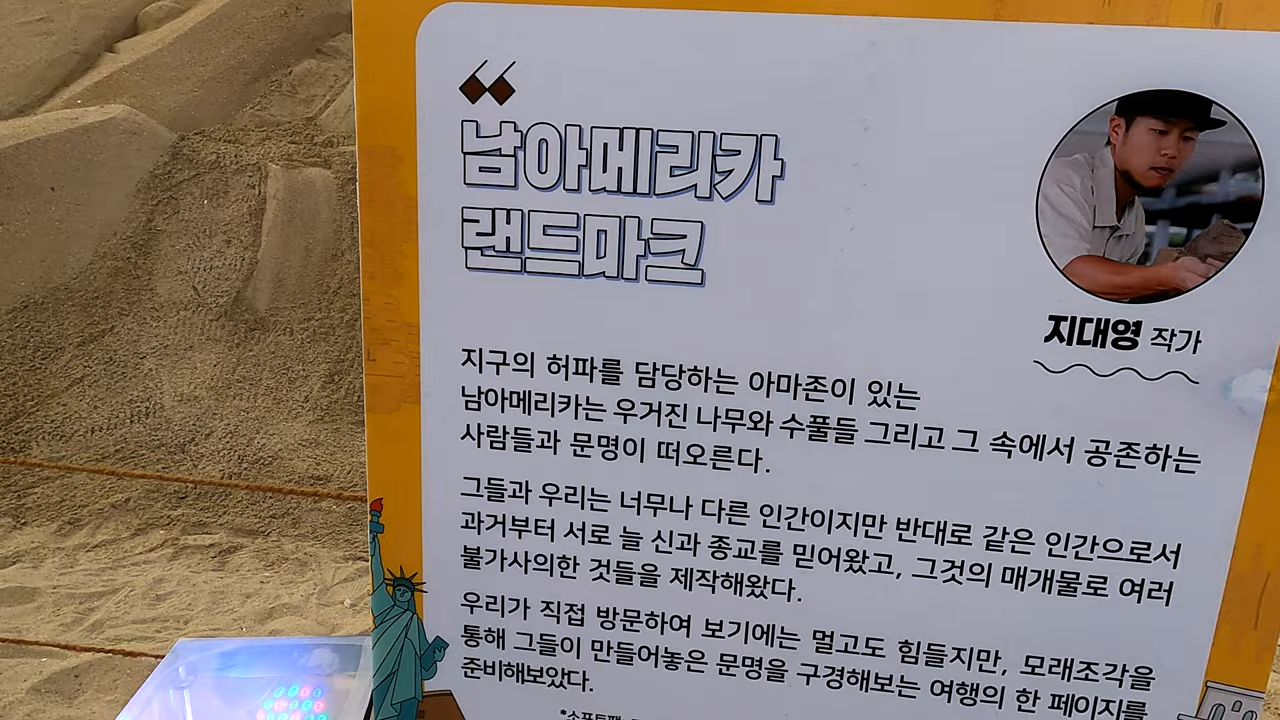 남아메리카
랜드마크
지대영 작가
지구의 허파를 담당하는 아마존이 있는
남아메리카는 우거진 나무와 수풀들 그리고 그 속에서 공존하는
사람들과 문명이 떠오른다.
그들과 우리는 너무나 다른 인간이지만 반대로 같은 인간으로서
과거부터 서로 늘 신과 종교를 믿어왔고, 그것의 매개물로 여러
불가사의한 것들을 제작해왔다.
우리가 직접 방문하여 보기에는 멀고도 힘들지만, 모래조각을
통해 그들이 만들어놓은 문명을 구경해보는 여행의 한 페이지를
준비해보았다.